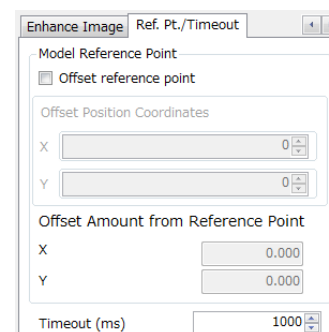 Enhance Image Ref. Pt./Timeout
Model Reference Point
Offset reference point
Offset Position Coordinates
X 0
Y 0
Offset Amount from Reference Point
X 0.000
Y 0.000
Timeout (ms) 1000